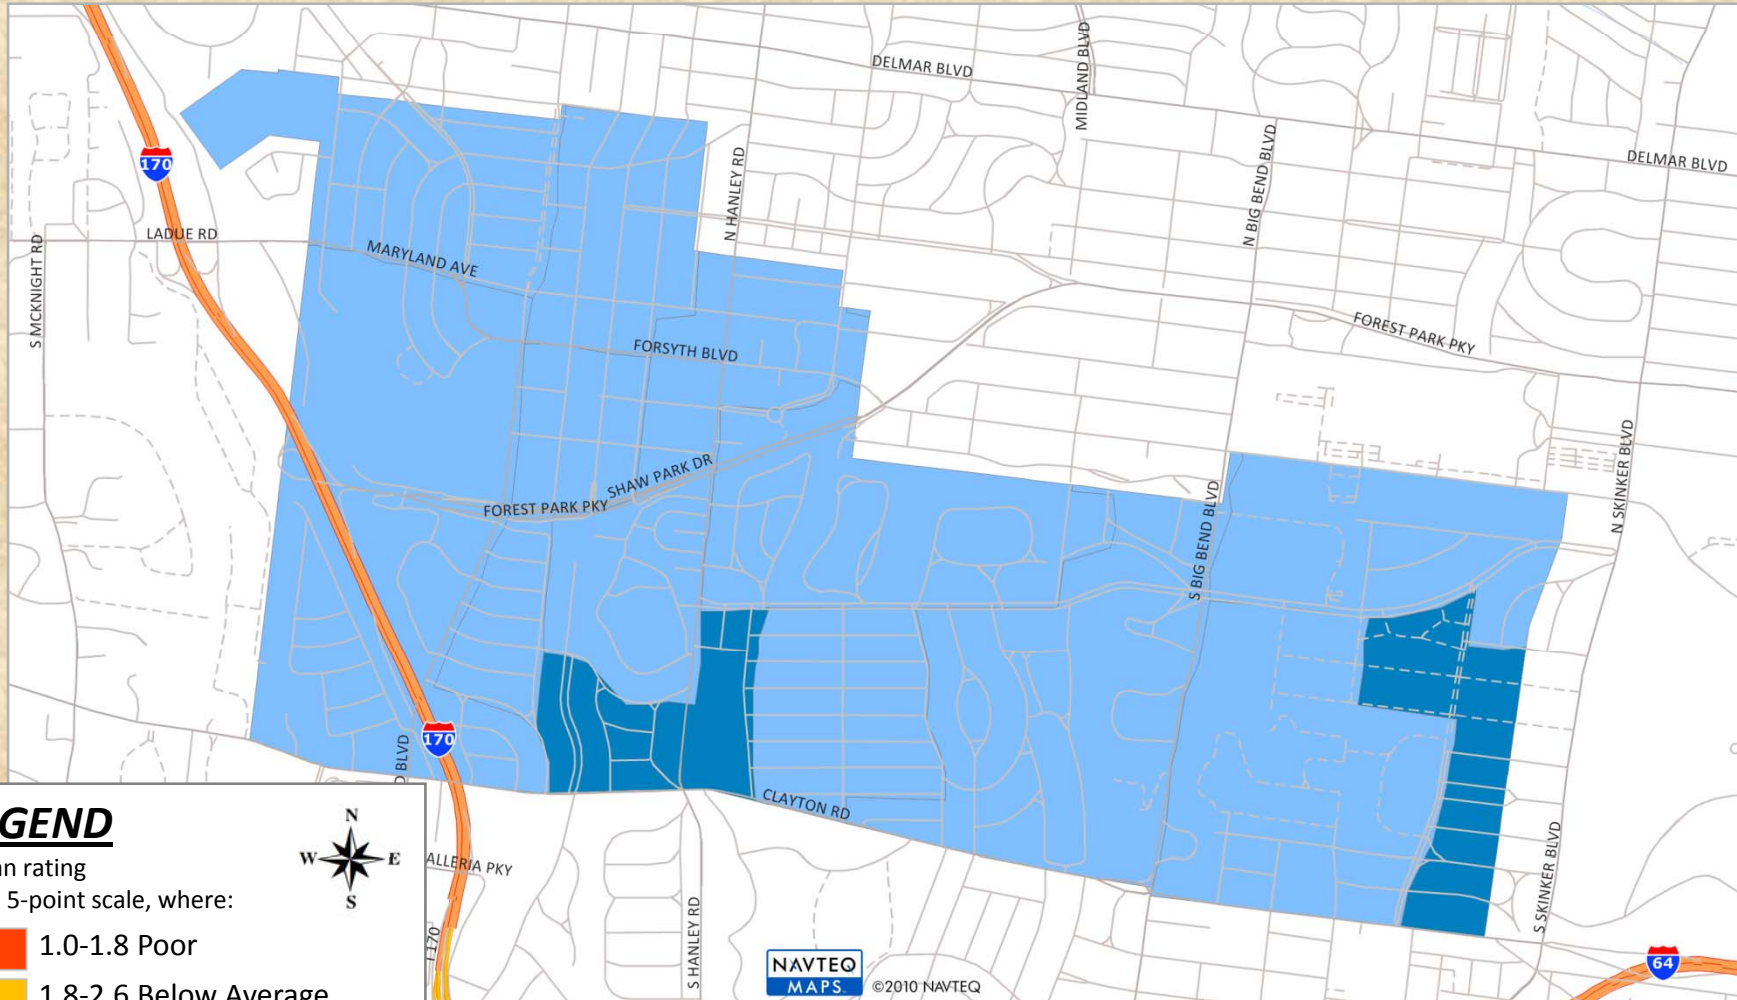 DELMAR BLVD
MIDLAND BLVD
170
N HANLEY RD
N BIG BEND BLVD
DELMAR BLVD
LADUE RD
S MCKNIGHT RD
MARYLAND AVE
FORSYTH BLVD
FOREST PARK PKY
SHAW PARK DR
FOREST PARK PKY
N SKINKER BLVD
S BIG BEND BLVD
170
D BLVD
CLAYTON RD
GEND
N
W E
S
an rating
5-point scale, where:
1.0-1.8 Poor
1.8-2.6 Below Average
ALLERIA PKY
I 170
S HANLEY RD
S SKINKER BLVD
64
NAVTEQ
MAPS
©2010 NAVTEQ